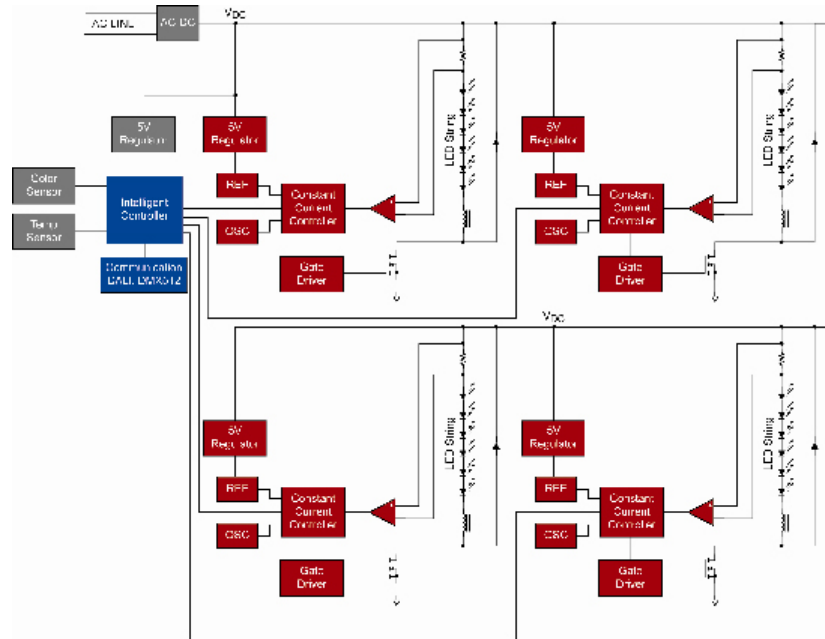 AC LINE
AC-DC
VDC
5V
Regulator
5V
Regulator
5V
Regulator
LED String
LED String
Color
Sensor
Temp
Sensor
Intelligent
Controller
Communication
DALI, DMX512
REF
OSC
Constant
Current
Controller
Gate
Driver
REF
OSC
Constant
Current
Controller
Gate
Driver
VDC
5V
Regulator
REF
OSC
Constant
Current
Controller
Gate
Driver
LED String
5V
Regulator
REF
OSC
Constant
Current
Controller
Gate
Driver
LED String